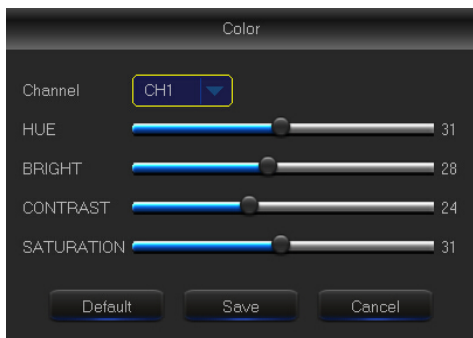 Color
Channel CH1
HUE 31
BRIGHT 28
CONTRAST 24
SATURATION 31
Default Save Cancel